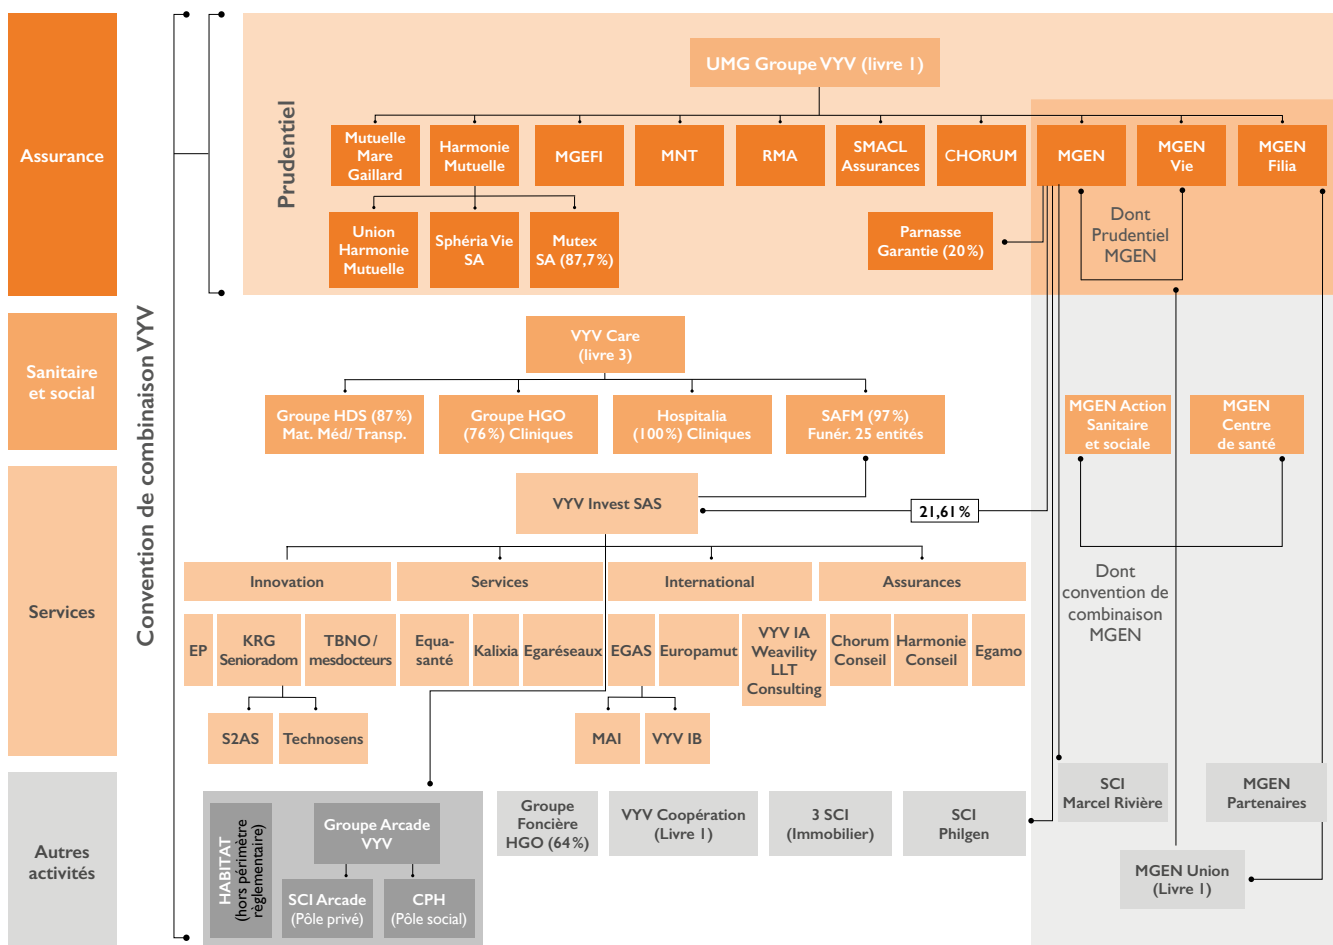 Assurance
Sanitaire
et social
Services
Autres
activités
Convention de combinaison VYV
Prudentiel
UMG Groupe VYV (livre 1)
Mutuelle
Mare
Gaillard
Harmonie
Mutuelle
MGEFI
MNT
RMA
SMACL
Assurances
CHORUM
MGEN
MGEN
Vie
MGEN
Filia
Union
Harmonie
Mutuelle
Sphéria Vie
SA
Mutex
SA (87,7%)
Parnasse
Garantie (20%)
Dont
Prudentiel
MGEN
VYV Care
(livre 3)
Groupe HDS (87%)
Mat. Méd/ Transp.
Groupe HGO
(76%) Cliniques
Hospitalia
(100%) Cliniques
SAFM (97%)
Funér. 25 entités
MGEN Action
Sanitaire
et sociale
MGEN
Centre
de santé
VYV Invest SAS
21,61%
Innovation
Services
International
Assurances
Dont
convention de
combinaison
MGEN
EP
KRG
Senioradom
TBNO/
mesdocteurs
Equa-
santé
Kalixia
Egaréseaux
EGAS
Europamut
VYV IA
Weavility
LLT
Consulting
Chorum
Conseil
Harmonie
Conseil
Egamo
S2AS
Technosens
MAI
VYV IB
HABITAT
(hors périmètre
règlementaire)
Groupe Arcade
VYV
SCI Arcade
(Pôle privé)
CPH
(Pôle social)
Groupe
Foncière
HGO (64%)
VYV Coopération
(Livre 1)
3 SCI
(Immobilier)
SCI
Philgen
SCI
Marcel Rivière
MGEN
Partenaires
MGEN Union
(Livre 1)